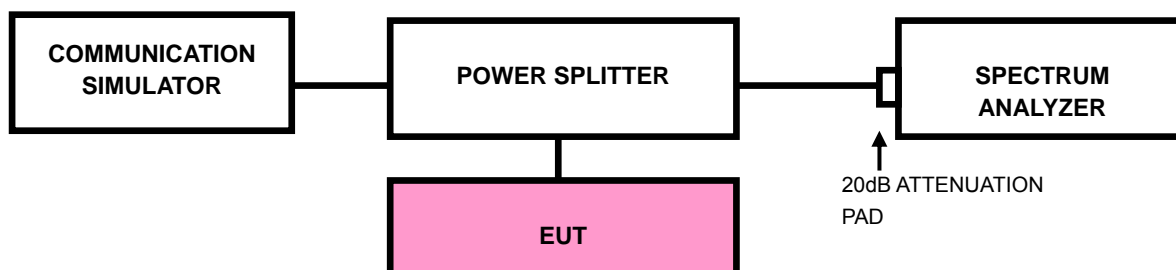 COMMUNICATION
SIMULATOR
POWER SPLITTER
SPECTRUM
ANALYZER
20dB ATTENUATION
PAD
EUT